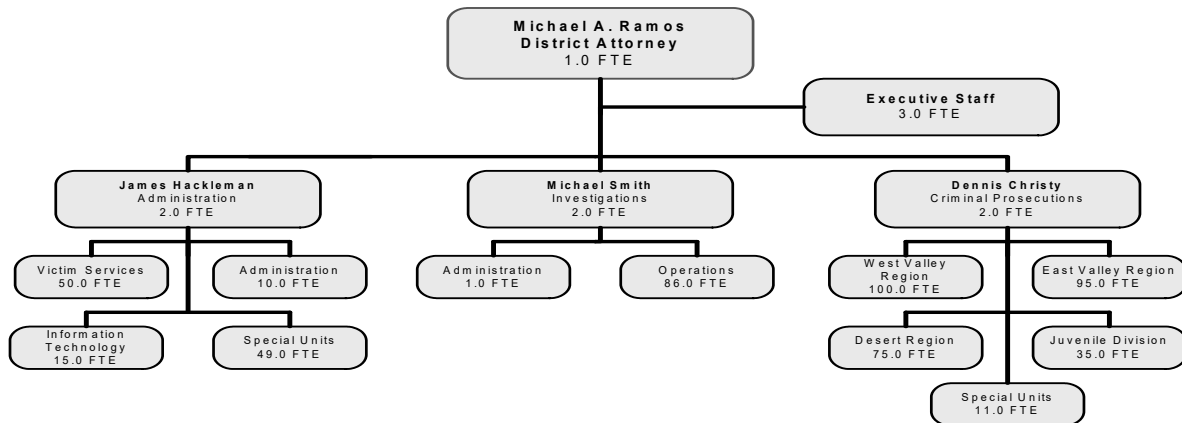 Michael A. Ramos
District Attorney
1.0 FTE
Executive Staff
3.0 FTE
James Hackleman
Administration
2.0 FTE
Michael Smith
Investigations
2.0 FTE
Dennis Christy
Criminal Prosecutions
2.0 FTE
Victim Services
50.0 FTE
Administration
10.0 FTE
Administration
1.0 FTE
Operations
86.0 FTE
West Valley
Region
100.0 FTE
East Valley Region
95.0 FTE
Information
Technology
15.0 FTE
Special Units
49.0 FTE
Desert Region
75.0 FTE
Juvenile Division
35.0 FTE
Special Units
11.0 FTE